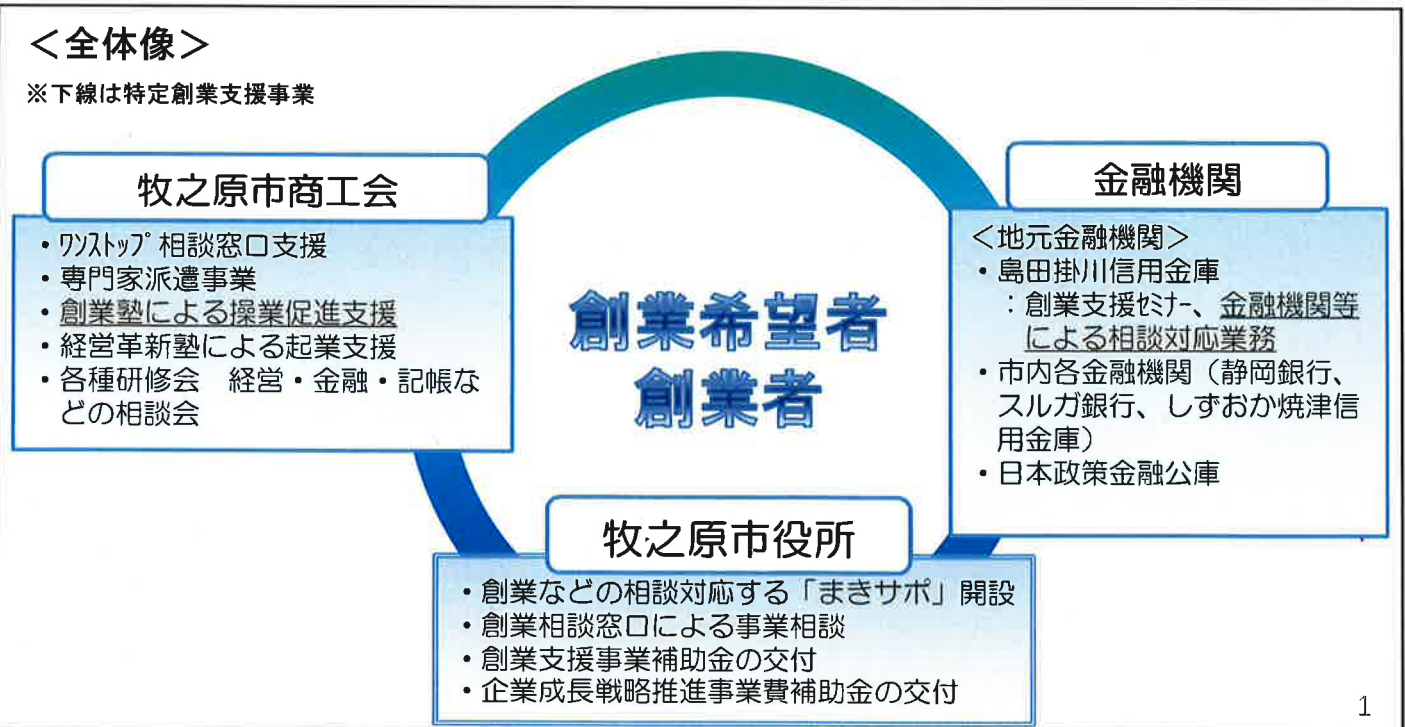 ＜全体像＞
※下線は特定創業支援事業
牧之原市商工会
・ﾜﾝｽﾄｯﾌﾟ相談窓口支援
・専門家派遣事業
・創業塾による操業促進支援
・経営革新塾による起業支援
・各種研修会　経営・金融・記帳な
どの相談会
創業希望者
創業者
金融機関
＜地元金融機関＞
・島田掛川信用金庫
：創業支援ｾﾐﾅｰ、金融機関等
による相談対応業務
・市内各金融機関（静岡銀行、
スルガ銀行、しずおか焼津信
用金庫）
・日本政策金融公庫
牧之原市役所
・創業などの相談対応する「まきサポ」開設
・創業相談窓口による事業相談
・創業支援事業補助金の交付
・企業成長戦略推進事業費補助金の交付
1